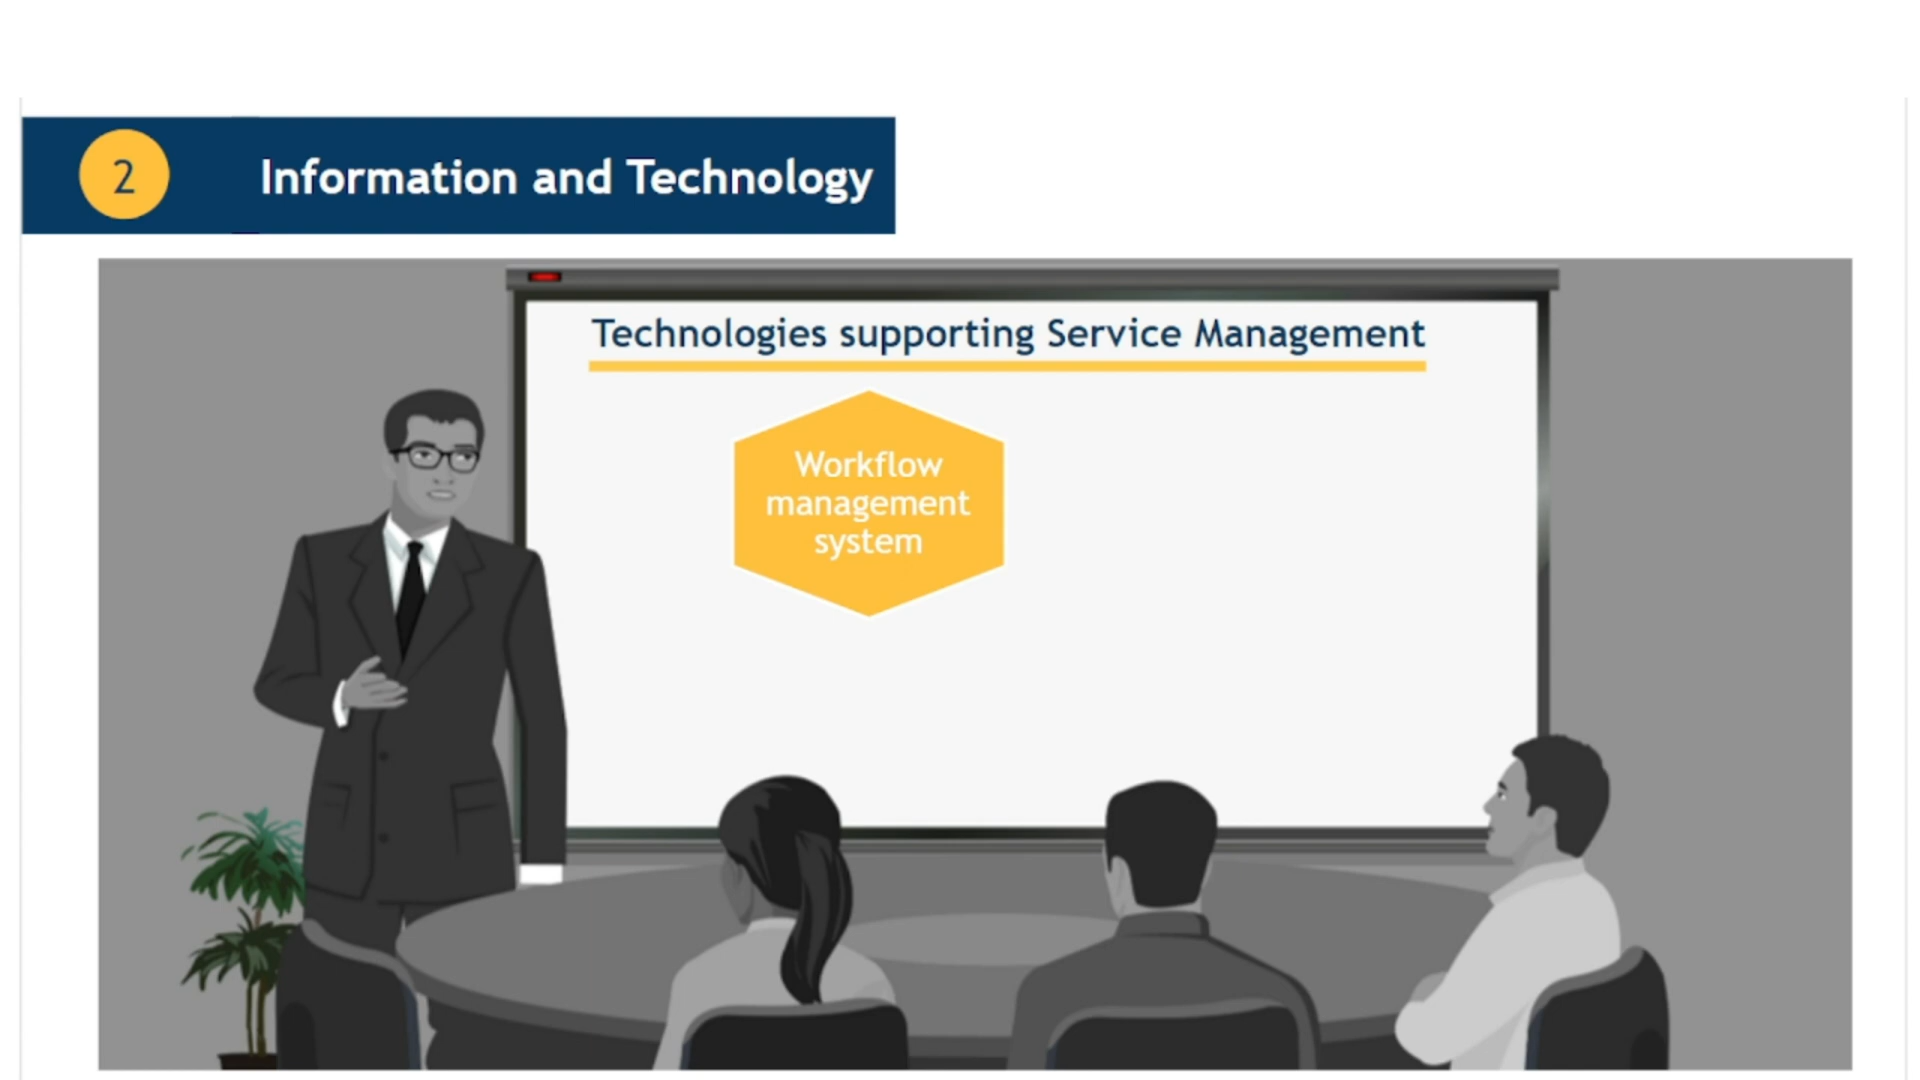 2
Information and Technology
Technologies supporting Service Management
Workflow
management
system